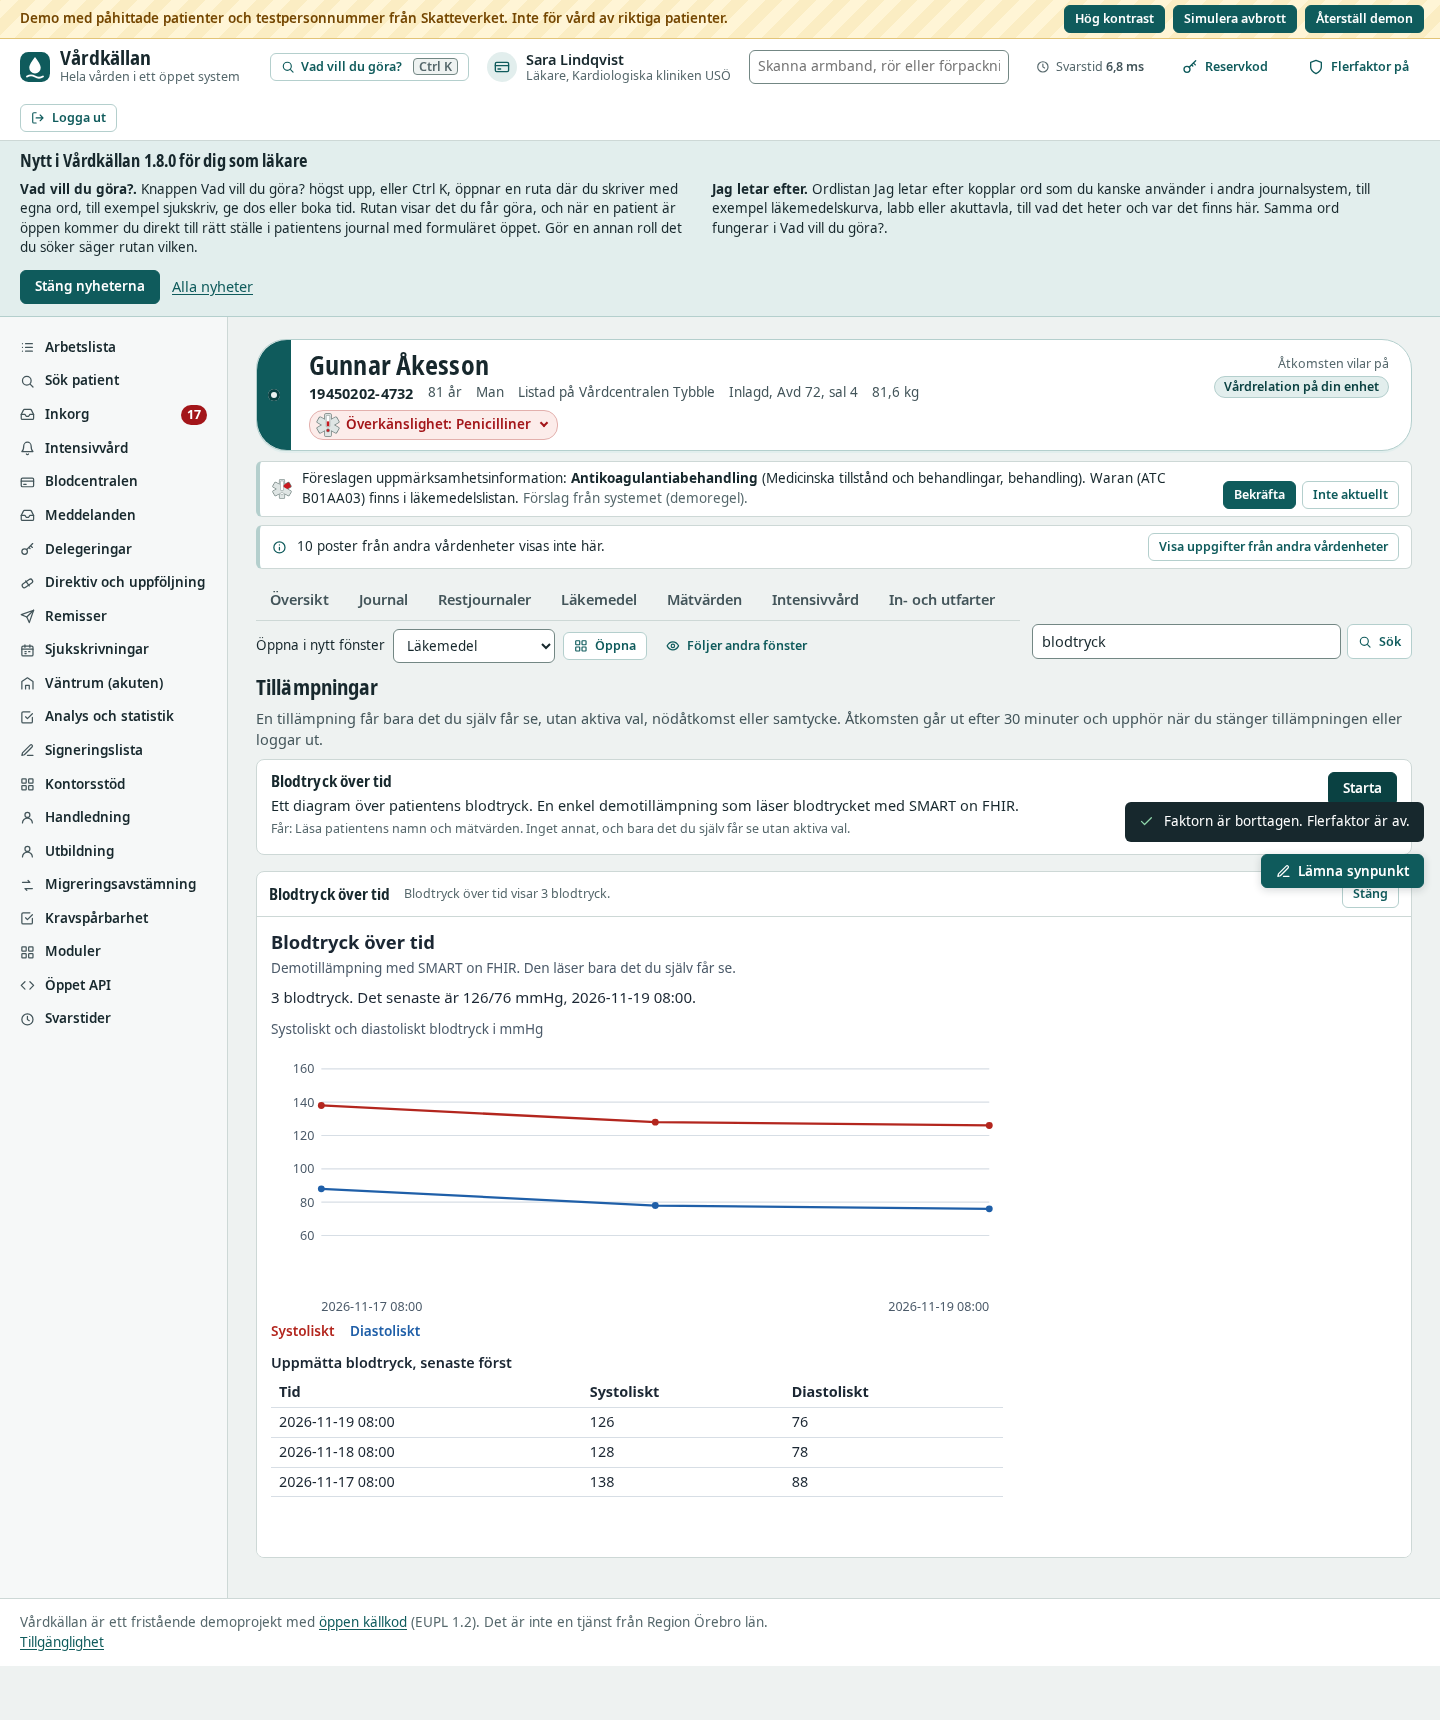 Demo med påhittade patienter och testpersonnummer från Skatteverket. Inte för vård av riktiga patienter.
Hög kontrast
Simulera avbrott
Återställ demon
Vårdkällan
Hela vården i ett öppet system
Vad vill du göra? Ctrl K
Sara Lindqvist
Läkare, Kardiologiska kliniken USÖ
Skanna armband, rör eller förpackni
Svarstid 6,8 ms
Reservkod
Flerfaktor på
Logga ut
Nytt i Vårdkällan 1.8.0 för dig som läkare
Vad vill du göra?. Knappen Vad vill du göra? högst upp, eller Ctrl K, öppnar en ruta där du skriver med
egna ord, till exempel sjukskriv, ge dos eller boka tid. Rutan visar det du får göra, och när en patient är
öppen kommer du direkt till rätt ställe i patientens journal med formuläret öppet. Gör en annan roll det
du söker säger rutan vilken.
Jag letar efter. Ordlistan Jag letar efter kopplar ord som du kanske använder i andra journalsystem, till
exempel läkemedelskurva, labb eller akuttavla, till vad det heter och var det finns här. Samma ord
fungerar i Vad vill du göra?.
Stäng nyheterna
Alla nyheter
Arbetslista
Sök patient
Inkorg 17
Intensivvård
Blodcentralen
Meddelanden
Delegeringar
Direktiv och uppföljning
Remisser
Sjukskrivningar
Väntrum (akuten)
Analys och statistik
Signeringslista
Kontorsstöd
Handledning
Utbildning
Migreringsavstämning
Kravspårbarhet
Moduler
Öppet API
Svarstider
Gunnar Åkesson
19450202-4732 81 år Man Listad på Vårdcentralen Tybble Inlagd, Avd 72, sal 4 81,6 kg
Överkänslighet: Penicilliner
Åtkomsten vilar på
Vårdrelation på din enhet
Föreslagen uppmärksamhetsinformation: Antikoagulantiabehandling (Medicinska tillstånd och behandlingar, behandling). Waran (ATC
B01AA03) finns i läkemedelslistan. Förslag från systemet (demoregel).
Bekräfta
Inte aktuellt
10 poster från andra vårdenheter visas inte här.
Visa uppgifter från andra vårdenheter
Översikt
Journal
Restjournaler
Läkemedel
Mätvärden
Intensivvård
In- och utfarter
Öppna i nytt fönster
Läkemedel
Öppna
Följer andra fönster
blodtryck
Sök
Tillämpningar
En tillämpning får bara det du själv får se, utan aktiva val, nödåtkomst eller samtycke. Åtkomsten går ut efter 30 minuter och upphör när du stänger tillämpningen eller
loggar ut.
Blodtryck över tid
Ett diagram över patientens blodtryck. En enkel demotillämpning som läser blodtrycket med SMART on FHIR.
Får: Läsa patientens namn och mätvärden. Inget annat, och bara det du själv får se utan aktiva val.
Starta
Faktorn är borttagen. Flerfaktor är av.
Lämna synpunkt
Blodtryck över tid
Blodtryck över tid visar 3 blodtryck.
Stäng
Blodtryck över tid
Demotillämpning med SMART on FHIR. Den läser bara det du själv får se.
3 blodtryck. Det senaste är 126/76 mmHg, 2026-11-19 08:00.
Systoliskt och diastoliskt blodtryck i mmHg
160
140
120
100
80
60
2026-11-17 08:00
2026-11-19 08:00
Systoliskt Diastoliskt
Uppmätta blodtryck, senaste först
Tid Systoliskt Diastoliskt
2026-11-19 08:00 126 76
2026-11-18 08:00 128 78
2026-11-17 08:00 138 88
Vårdkällan är ett fristående demoprojekt med öppen källkod (EUPL 1.2). Det är inte en tjänst från Region Örebro län.
Tillgänglighet